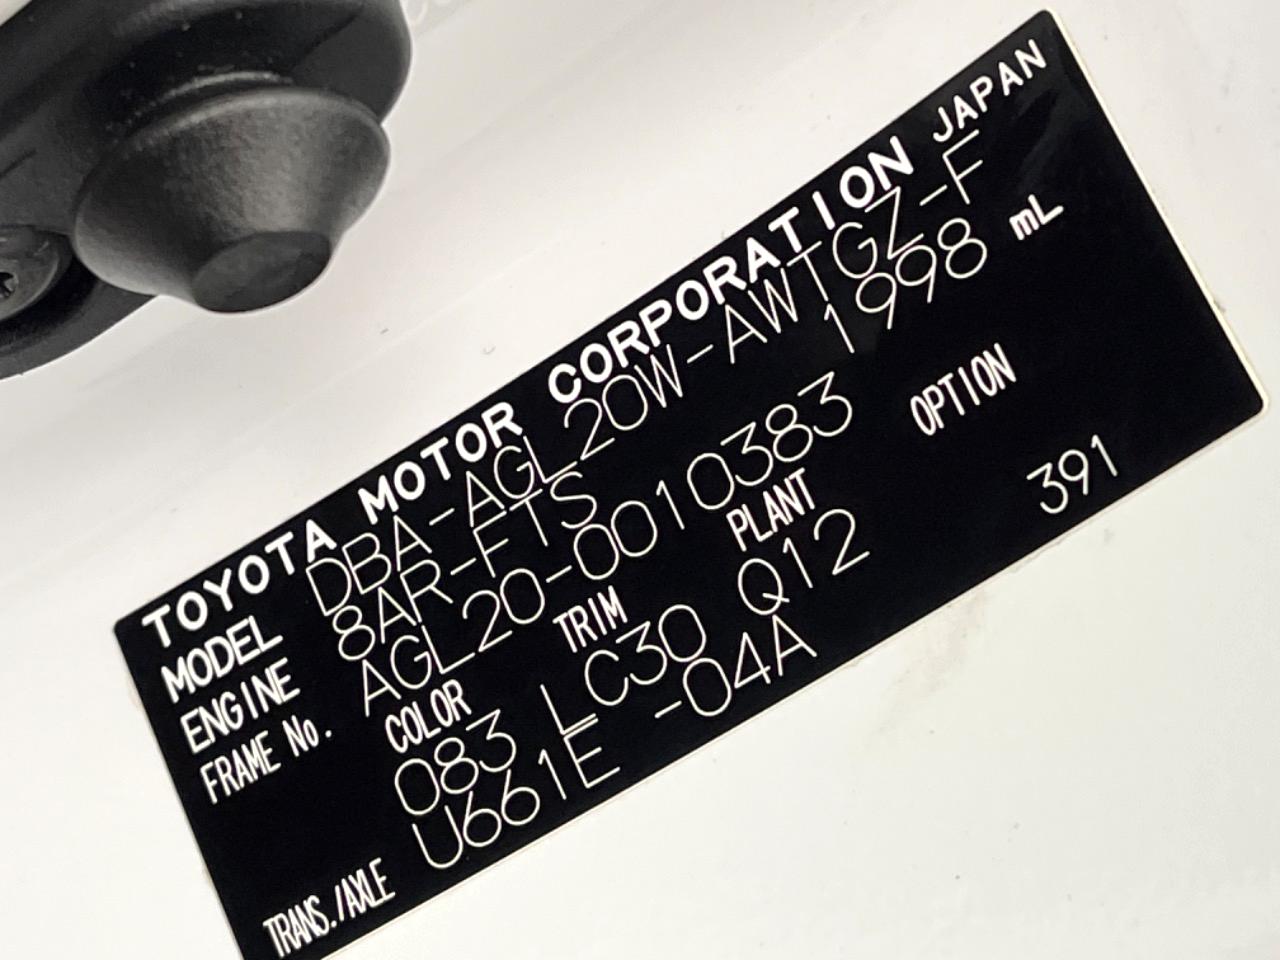 TOYOTA MOTOR CORPORATION JAPAN
MODEL DBA-AGL20W-AWTGZ-F
ENGINE 8AR-FTS 1998 mL
FRAME No. AGL20-0010383
COLOR TRIM PLANT OPTION
083 LC30 Q12 391
TRANS./AXLE U661E -04A